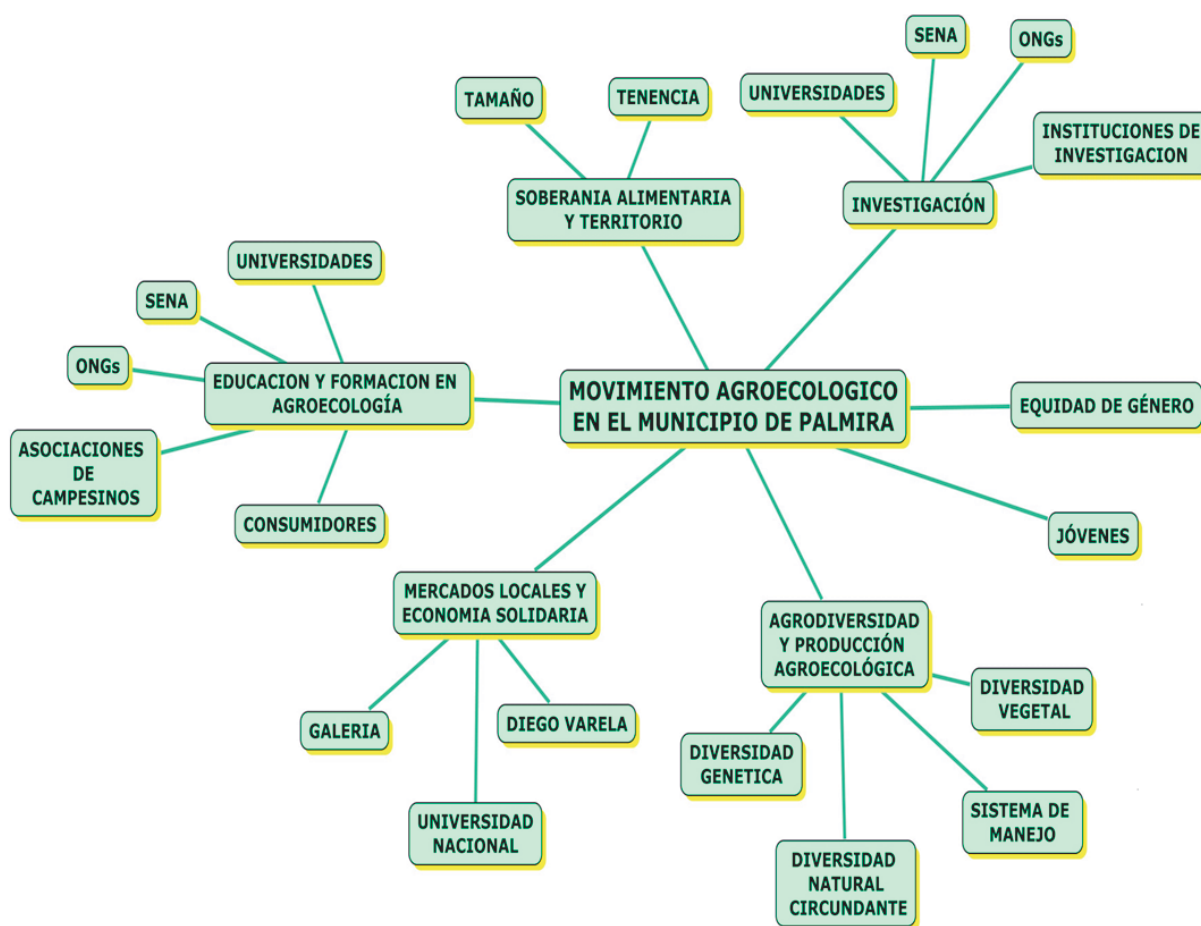 SENA
ONGs
TAMAÑO
TENENCIA
UNIVERSIDADES
INSTITUCIONES DE
INVESTIGACION
SOBERANIA ALIMENTARIA
Y TERRITORIO
INVESTIGACIÓN
UNIVERSIDADES
SENA
ONGs
EDUCACION Y FORMACION EN
AGROECOLOGÍA
MOVIMIENTO AGROECOLOGICO
EN EL MUNICIPIO DE PALMIRA
EQUIDAD DE GÉNERO
ASOCIACIONES
DE
CAMPESINOS
CONSUMIDORES
JÓVENES
MERCADOS LOCALES Y
ECONOMIA SOLIDARIA
AGRODIVERSIDAD
Y PRODUCCIÓN
AGROECOLÓGICA
GALERIA
DIEGO VARELA
DIVERSIDAD
VEGETAL
DIVERSIDAD
GENETICA
UNIVERSIDAD
NACIONAL
SISTEMA DE
MANEJO
DIVERSIDAD
NATURAL
CIRCUNDANTE